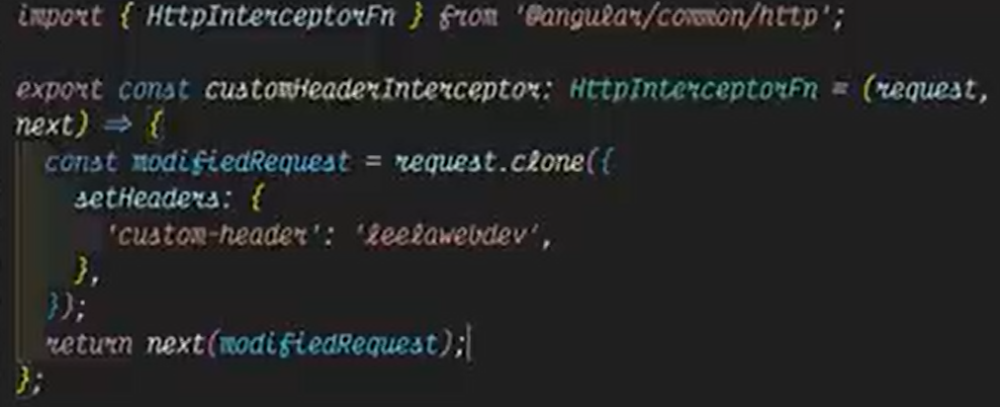 import { HttpInterceptorFn } from '@angular/common/http';
export const customHeaderInterceptor: HttpInterceptorFn = (request,
next) => {
const modifiedRequest = request.clone({
setHeaders: {
'custom-header': 'leelawebdev',
},
});
return next(modifiedRequest);
};